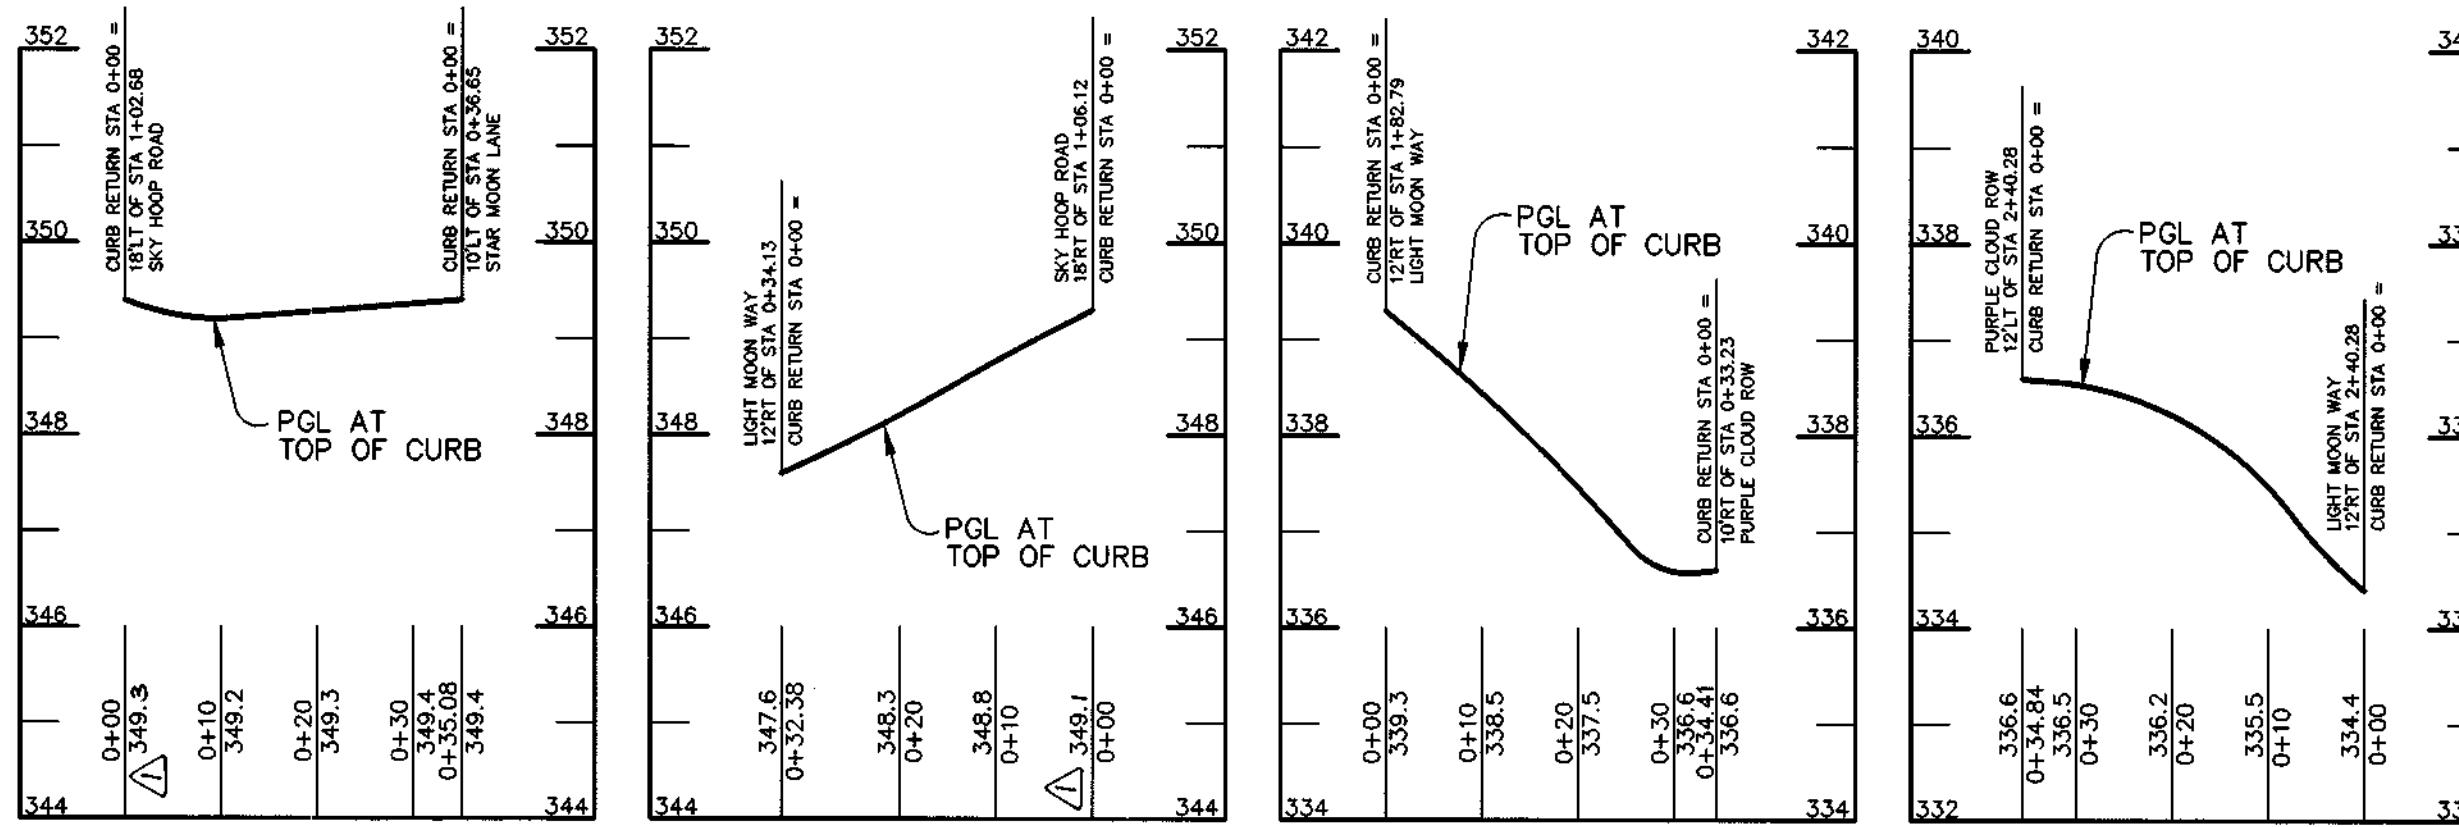 352
352
CURB RETURN STA 0+00 =
18'LT OF STA 1+02.68
SKY HOOP ROAD
CURB RETURN STA 0+00 =
10'LT OF STA 0+36.65
STAR MOON LANE
350
350
PGL AT
TOP OF CURB
348
348
346
346
0+00
349.3
1
0+10
349.2
0+20
349.3
0+30
349.4
0+35.08
349.4
344
344
352
352
LIGHT MOON WAY
12'RT OF STA 0+34.13
CURB RETURN STA 0+00 =
SKY HOOP ROAD
18'RT OF STA 1+06.12
CURB RETURN STA 0+00 =
350
350
348
348
PGL AT
TOP OF CURB
346
346
347.6
0+32.38
348.3
0+20
348.8
0+10
1
349.1
0+00
344
344
342
342
CURB RETURN STA 0+00 =
12'RT OF STA 1+82.79
LIGHT MOON WAY
PGL AT
TOP OF CURB
340
340
CURB RETURN STA 0+00 =
10'RT OF STA 0+33.23
PURPLE CLOUD ROW
338
338
336
336
0+00
339.3
0+10
338.5
0+20
337.5
0+30
336.6
0+34.41
336.6
334
334
340
PURPLE CLOUD ROW
12'LT OF STA 2+40.28
CURB RETURN STA 0+00 =
PGL AT
TOP OF CURB
338
LIGHT MOON WAY
12'RT OF STA 2+40.28
CURB RETURN STA 0+00 =
336
334
336.6
0+34.84
336.5
0+30
336.2
0+20
335.5
0+10
334.4
0+00
332